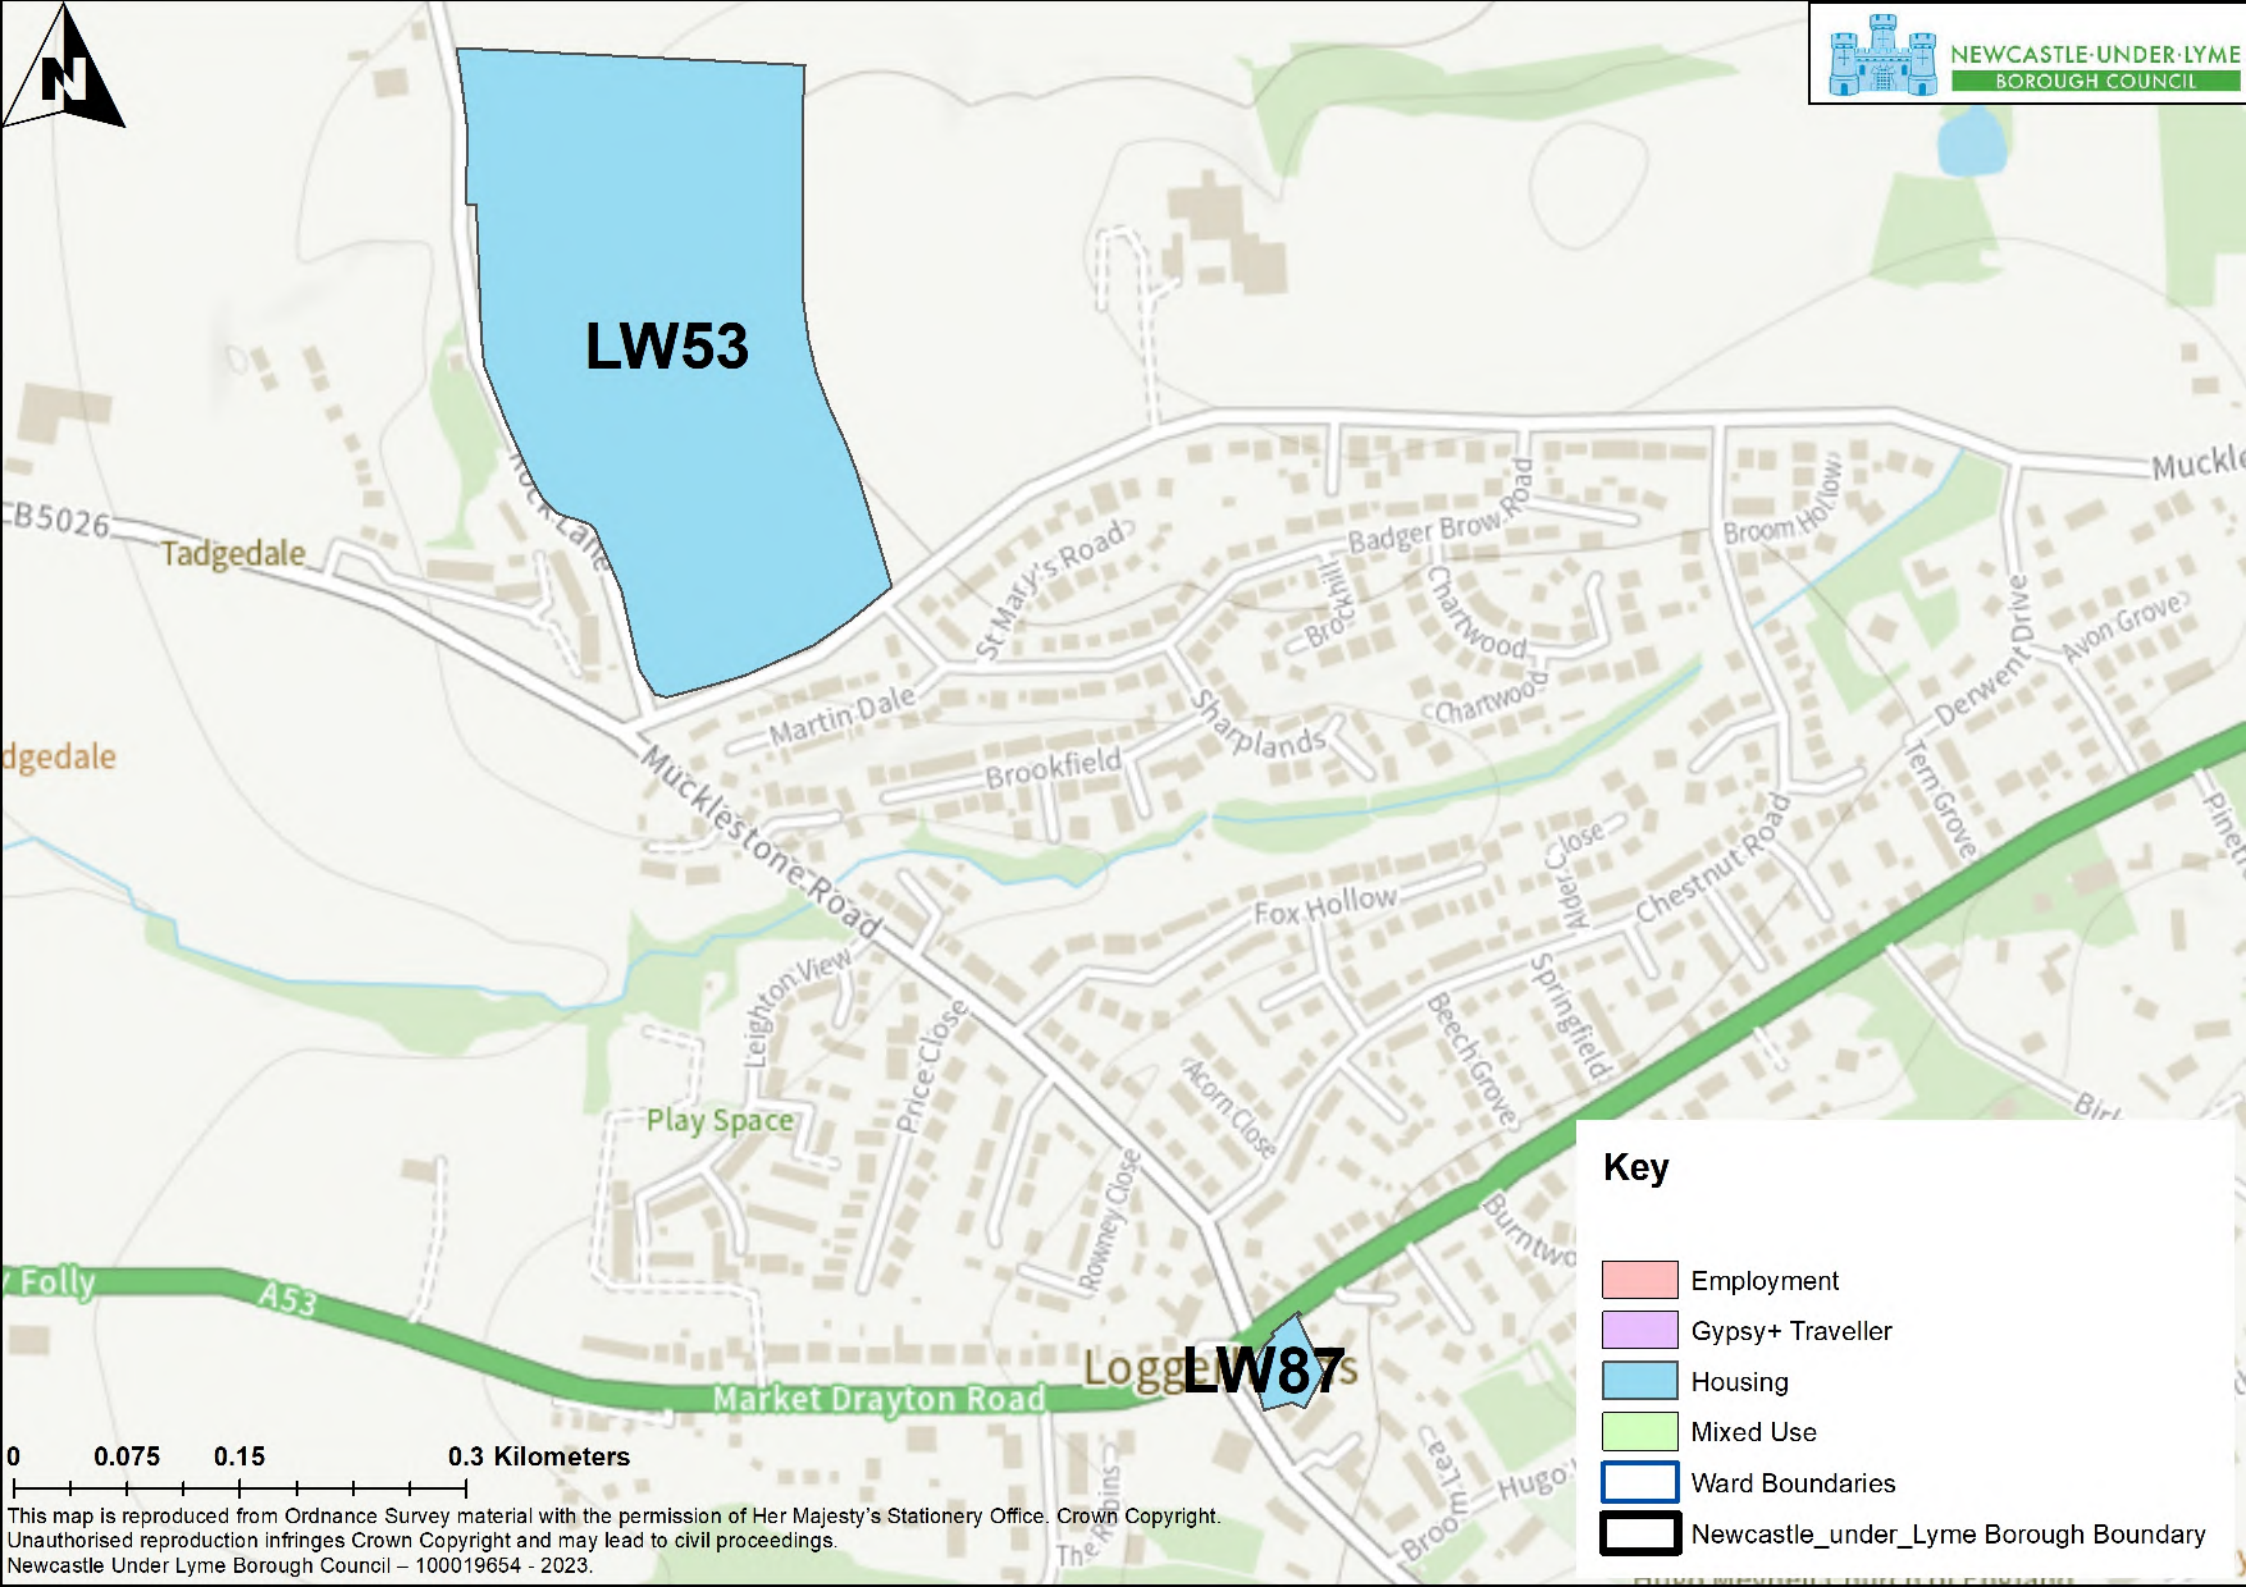 N
NEWCASTLE·UNDER·LYME
BOROUGH COUNCIL
LW53
B5026
Tadgedale
Rock Lane
St Mary's Road
Badger Brow Road
Brockhill
Chartwood
Chartwood
Broom Hollow
Derwent Drive
Avon Grove
Martin Dale
Sharplands
Brookfield
Mucklestone Road
Tern Grove
Alder Close
Chestnut Road
Fox Hollow
Leighton View
Price Close
Springfield
Beech Grove
Acorn Close
Play Space
Rowney Close
Folly
A53
Market Drayton Road
LW87
The Robins
Broom Lea
Hugo
Key
Employment
Gypsy+ Traveller
Housing
Mixed Use
Ward Boundaries
Newcastle_under_Lyme Borough Boundary
0 0.075 0.15 0.3 Kilometers
This map is reproduced from Ordnance Survey material with the permission of Her Majesty's Stationery Office. Crown Copyright.
Unauthorised reproduction infringes Crown Copyright and may lead to civil proceedings.
Newcastle Under Lyme Borough Council – 100019654 - 2023.